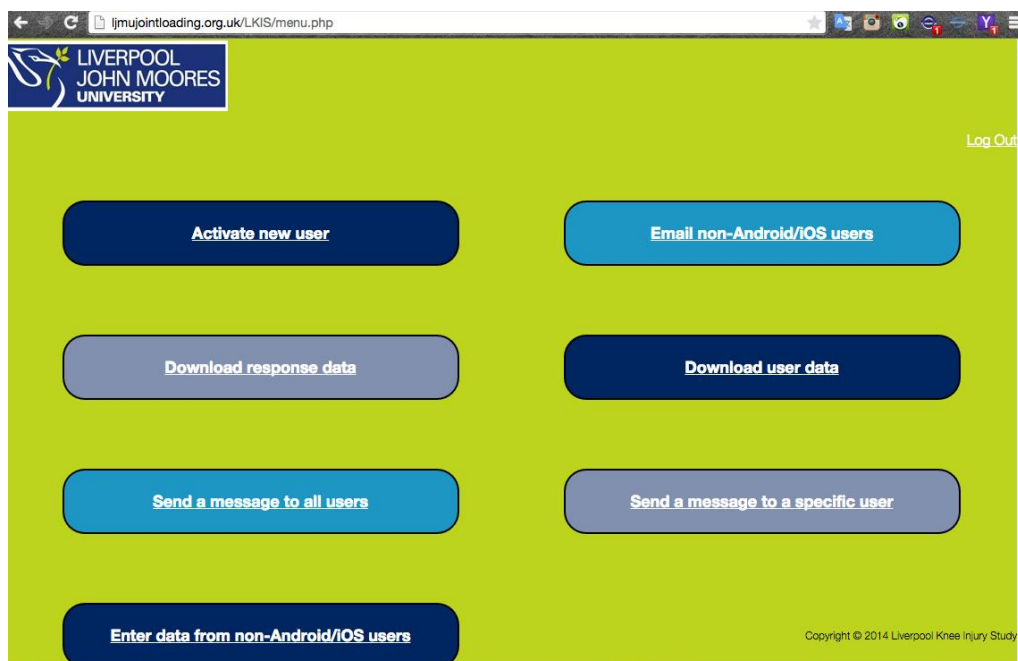 ljmujointloading.org.uk/LKIS/menu.php
LIVERPOOL
JOHN MOORES
UNIVERSITY
Log Out
Activate new user
Email non-Android/iOS users
Download response data
Download user data
Send a message to all users
Send a message to a specific user
Enter data from non-Android/iOS users
Copyright © 2014 Liverpool Knee Injury Study